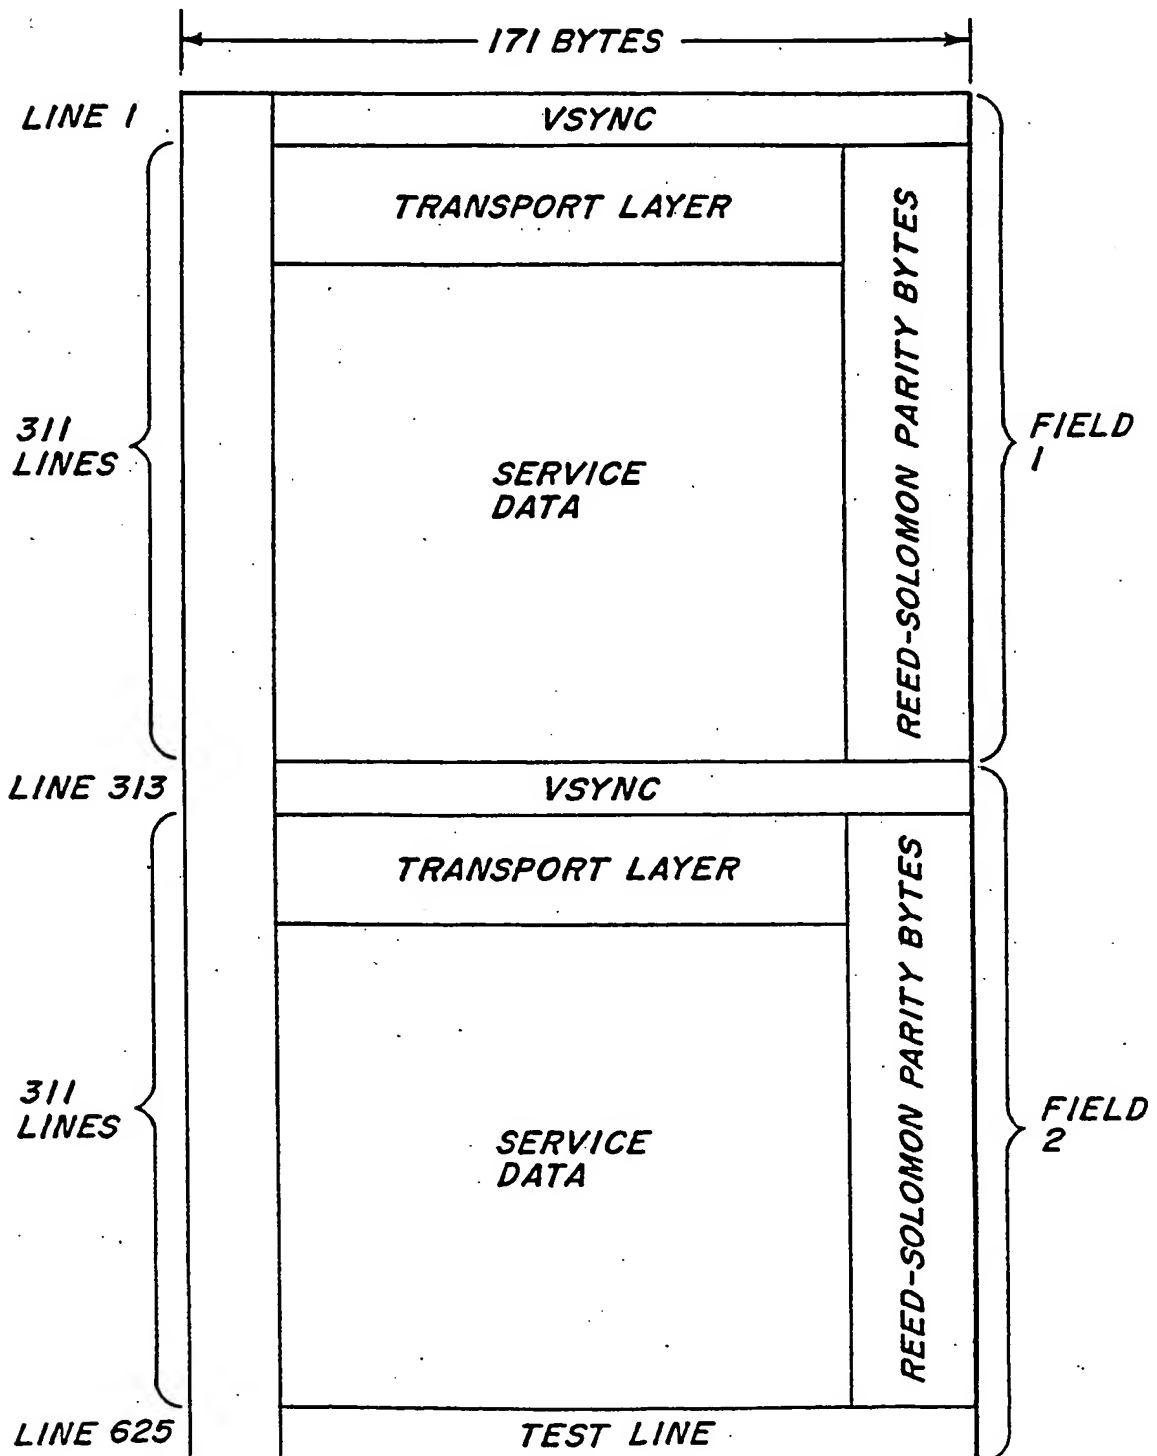 171 BYTES
LINE 1
VSYNC
TRANSPORT LAYER
REED-SOLOMON PARITY BYTES
311
LINES
SERVICE
DATA
FIELD
1
LINE 313
VSYNC
TRANSPORT LAYER
REED-SOLOMON PARITY BYTES
311
LINES
SERVICE
DATA
FIELD
2
LINE 625
TEST LINE